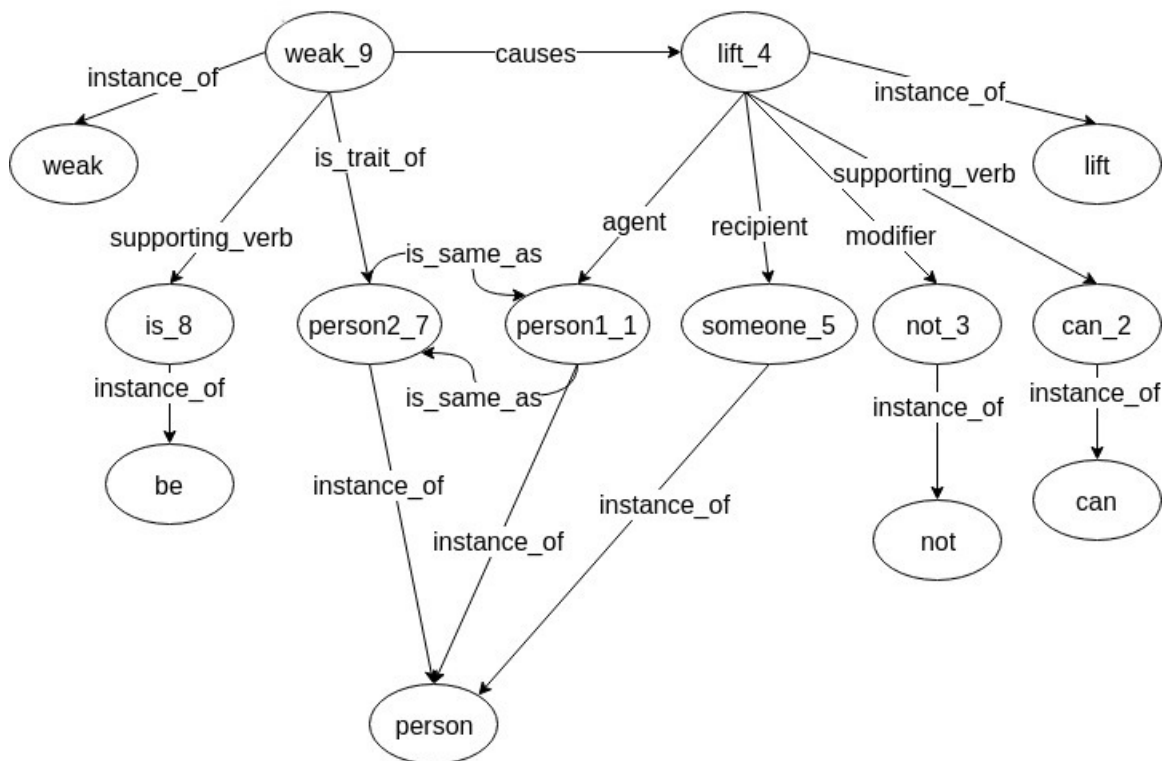 weak_9
causes
lift_4
instance_of
instance_of
weak
is_trait_of
lift
supporting_verb
agent
recipient
supporting_verb
modifier
is_same_as
is_8
person2_7
person1_1
someone_5
not_3
can_2
instance_of
is_same_as
instance_of
instance_of
be
instance_of
instance_of
instance_of
can
not
person